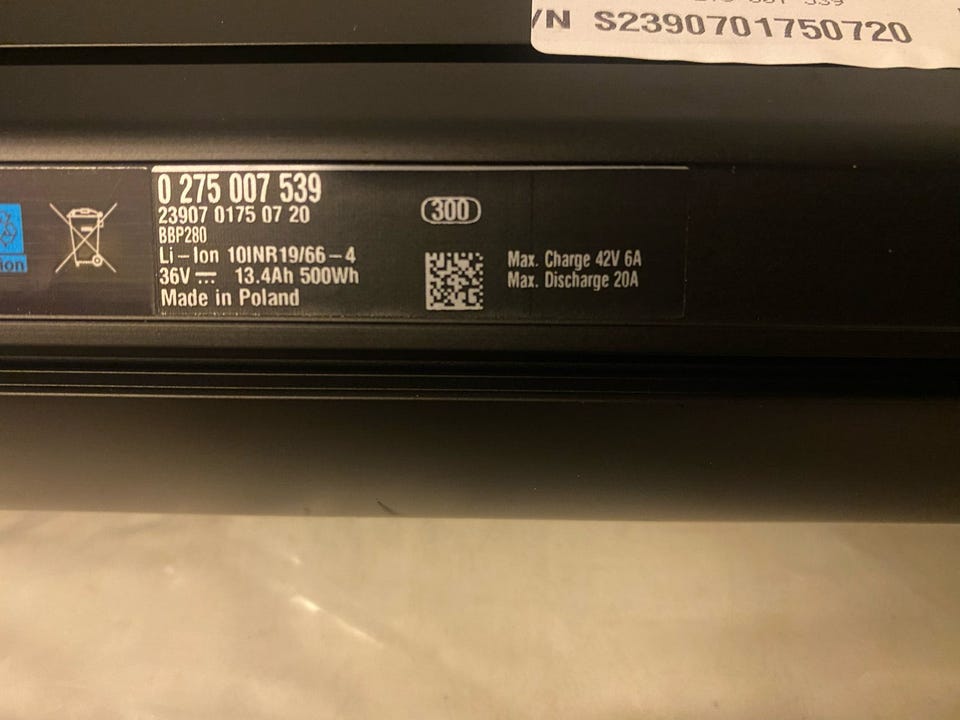 /N S2390701750720
0 275 007 539
23907 0175 07 20
BBP280
Li-Ion 10INR19/66-4
36V 13.4Ah 500Wh
Made in Poland
300
Max. Charge 42V 6A
Max. Discharge 20A
ion